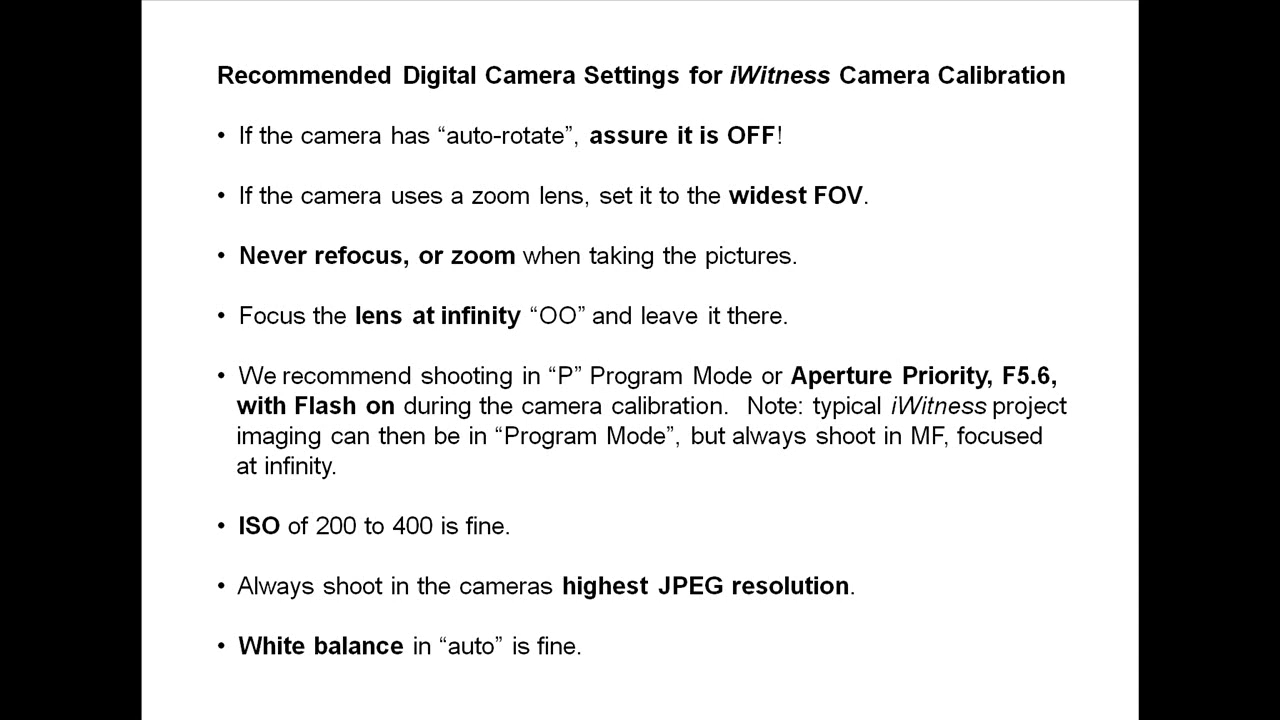 Recommended Digital Camera Settings for iWitness Camera Calibration
• If the camera has “auto-rotate”, assure it is OFF!
• If the camera uses a zoom lens, set it to the widest FOV.
• Never refocus, or zoom when taking the pictures.
• Focus the lens at infinity “OO” and leave it there.
• We recommend shooting in “P” Program Mode or Aperture Priority, F5.6,
with Flash on during the camera calibration. Note: typical iWitness project
imaging can then be in “Program Mode”, but always shoot in MF, focused
at infinity.
• ISO of 200 to 400 is fine.
• Always shoot in the cameras highest JPEG resolution.
• White balance in “auto” is fine.